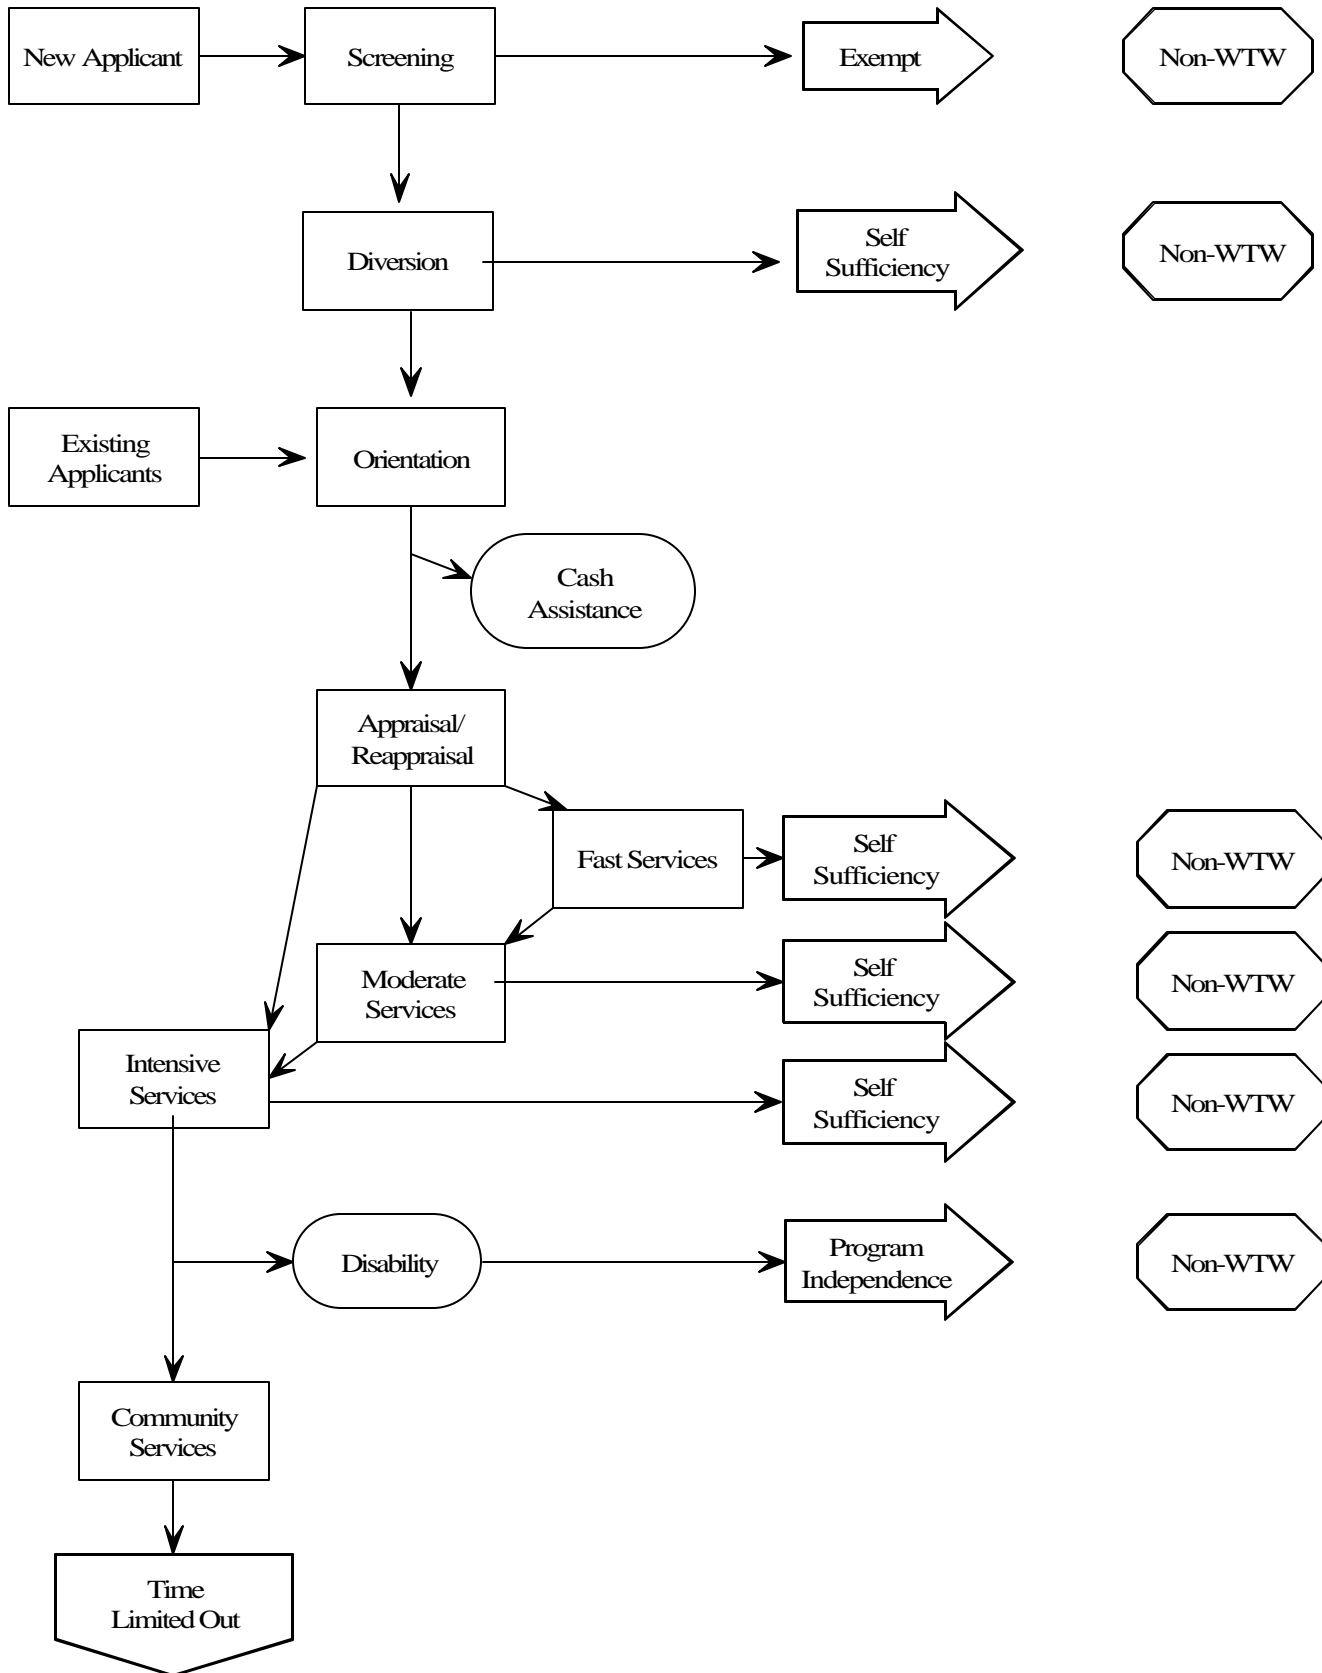 New Applicant
Screening
Exempt
Non-WTW
Diversion
Self
Sufficiency
Non-WTW
Existing
Applicants
Orientation
Cash
Assistance
Appraisal/
Reappraisal
Fast Services
Self
Sufficiency
Non-WTW
Moderate
Services
Self
Sufficiency
Non-WTW
Intensive
Services
Self
Sufficiency
Non-WTW
Disability
Program
Independence
Non-WTW
Community
Services
Time
Limited Out